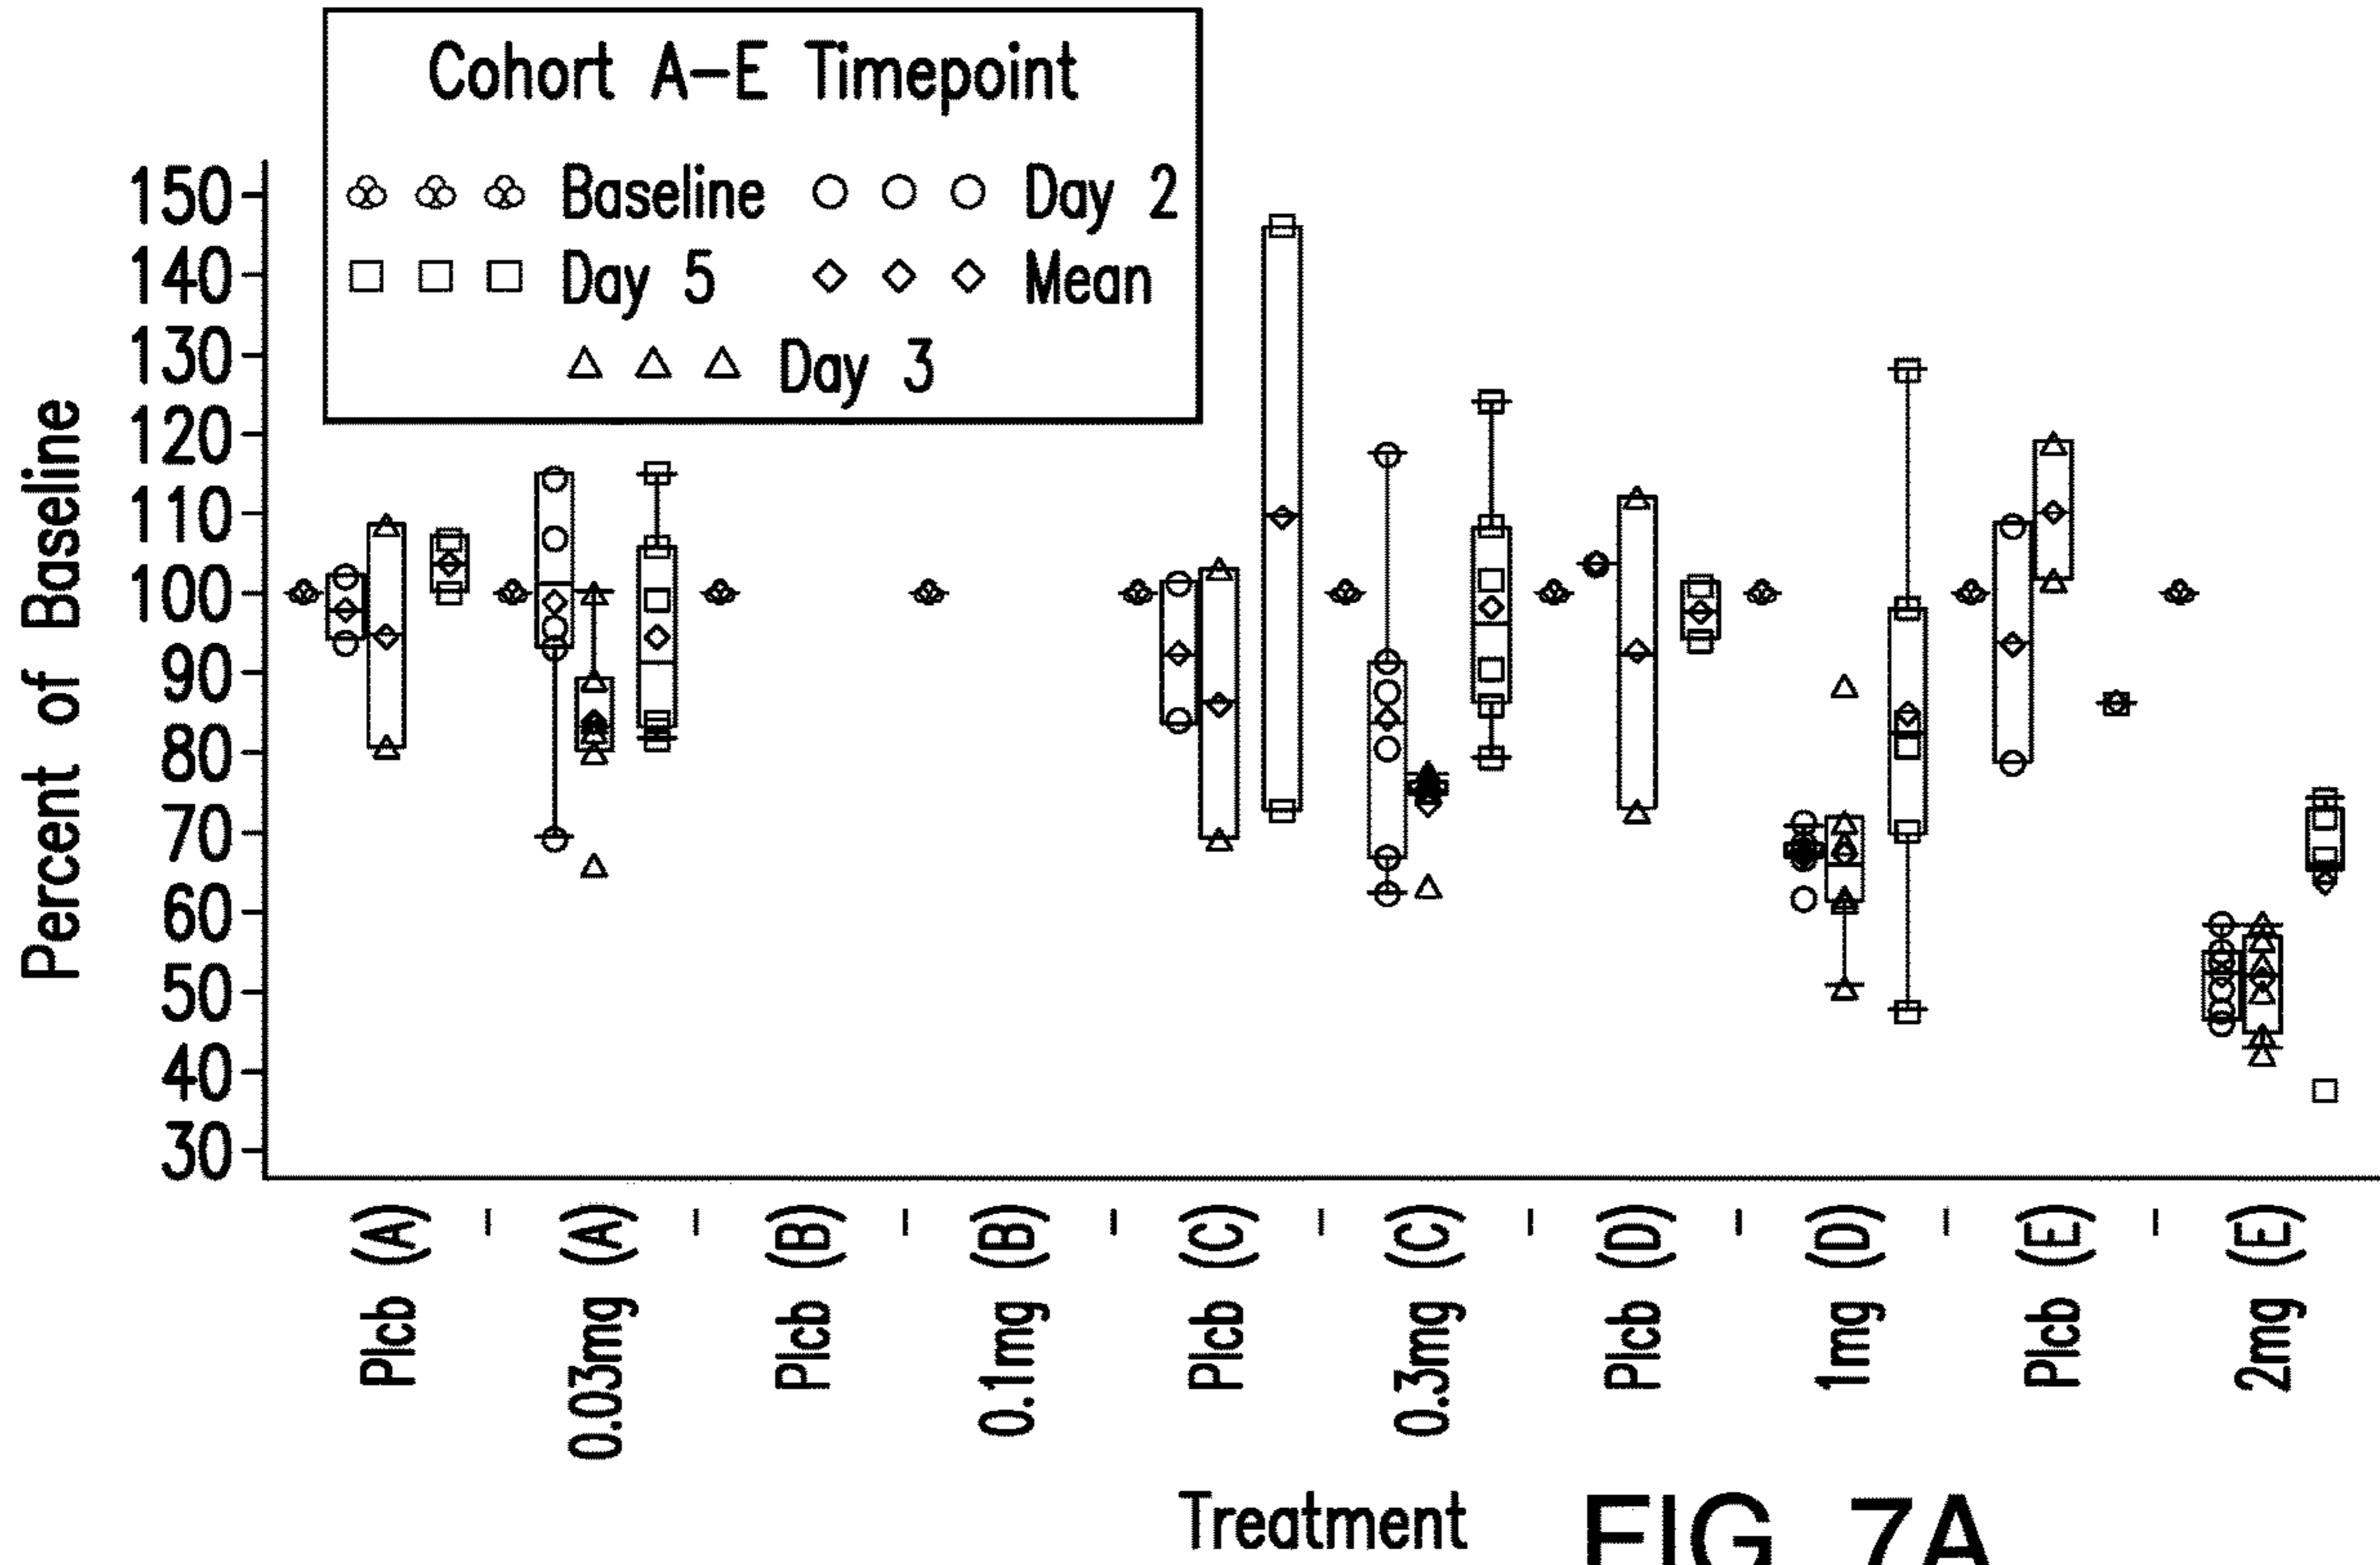 Cohort A-E Timepoint
Baseline Day 2
Day 5 Mean
Day 3
Percent of Baseline
150
140
130
120
110
100
90
80
70
60
50
40
30
Plcb (A)
0.03mg (A)
Plcb (B)
0.1mg (B)
Plcb (C)
0.3mg (C)
Plcb (D)
1mg (D)
Plcb (E)
2mg (E)
Treatment
FIG. 7A